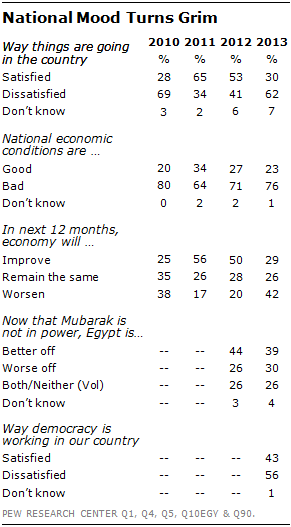 National Mood Turns Grim
Way things are going in the country 2010 2011 2012 2013
% % % %
Satisfied 28 65 53 30
Dissatisfied 69 34 41 62
Don't know 3 2 6 7
National economic
conditions are …
Good 20 34 27 23
Bad 80 64 71 76
Don't know 0 2 2 1
In next 12 months,
economy will …
Improve 25 56 50 29
Remain the same 35 26 28 26
Worsen 38 17 20 42
Now that Mubarak is
not in power, Egypt is…
Better off -- -- 44 39
Worse off -- -- 26 30
Both/Neither (Vol) -- -- 26 26
Don't know -- -- 3 4
Way democracy is
working in our country
Satisfied -- -- -- 43
Dissatisfied -- -- -- 56
Don't know -- -- -- 1
PEW RESEARCH CENTER Q1, Q4, Q5, Q10EGY & Q90.